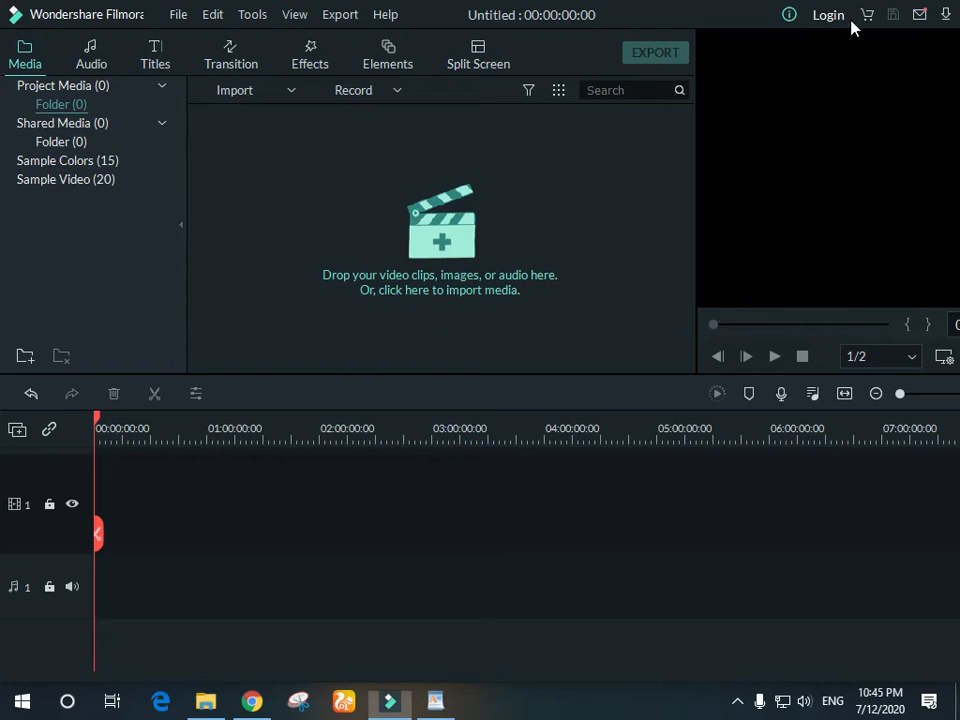 Wondershare Filmora File Edit Tools View Export Help Untitled : 00:00:00:00 Login
Media Audio Titles Transition Effects Elements Split Screen EXPORT
Project Media (0)
Folder (0)
Shared Media (0)
Folder (0)
Sample Colors (15)
Sample Video (20)
Import Record Search
Drop your video clips, images, or audio here.
Or, click here to import media.
1/2
00:00:00:00 01:00:00:00 02:00:00:00 03:00:00:00 04:00:00:00 05:00:00:00 06:00:00:00 07:00:00:00
1
1
ENG
10:45 PM
7/12/2020